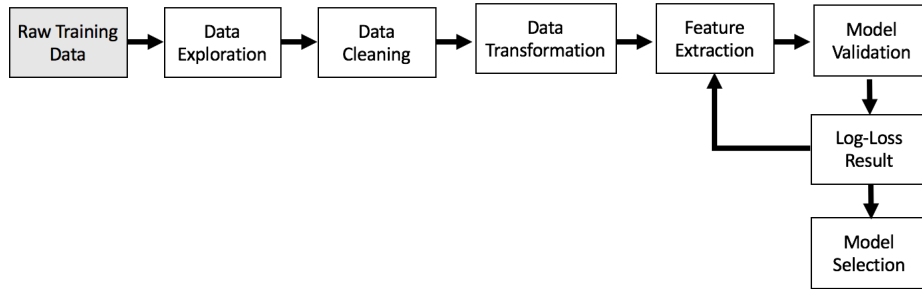 Raw Training
Data
Data
Exploration
Data
Cleaning
Data
Transformation
Feature
Extraction
Model
Validation
Log-Loss
Result
Model
Selection